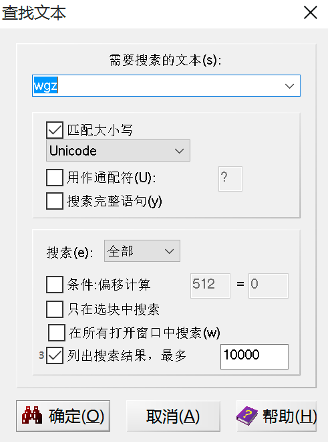 查找文本
需要搜索的文本(s):
wgz
匹配大小写
Unicode
用作通配符(U): ?
搜索完整语句(y)
搜索(e): 全部
条件:偏移计算 512 = 0
只在选块中搜索
在所有打开窗口中搜索(w)
3 列出搜索结果，最多 10000
确定(O) 取消(A) 帮助(H)